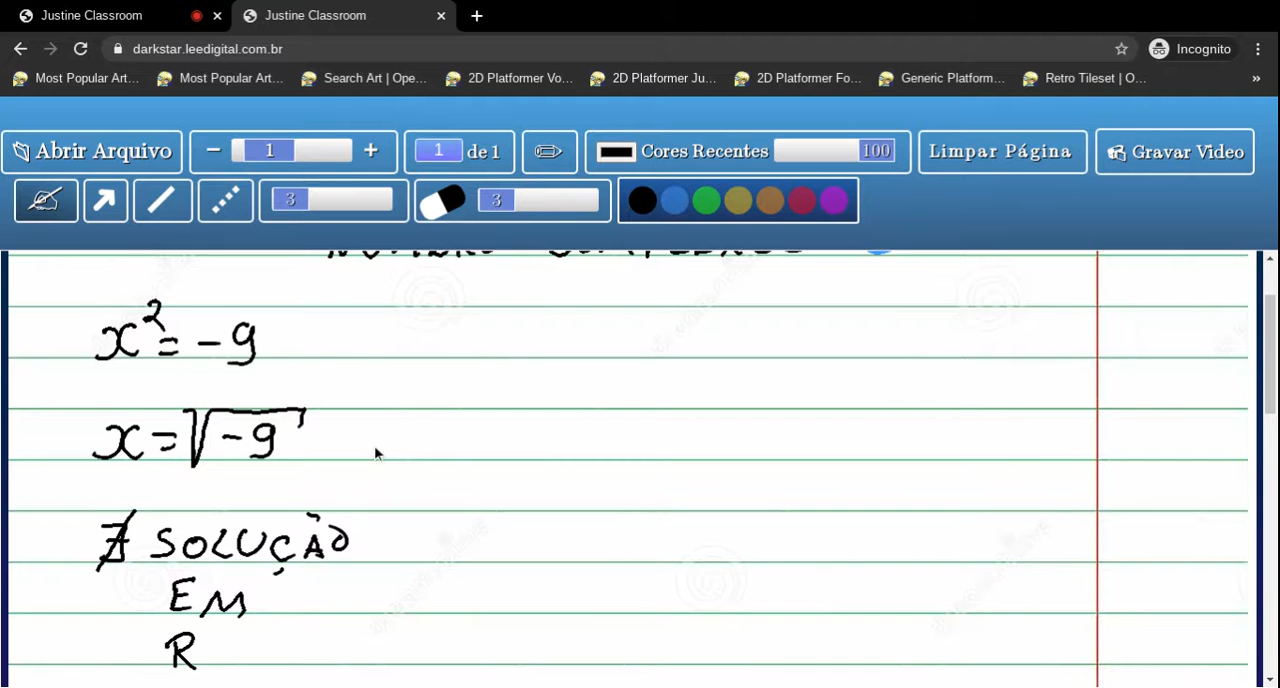 Justine Classroom
Justine Classroom
darkstar.leedigital.com.br
Incognito
Most Popular Art...
Most Popular Art...
Search Art | Ope...
2D Platformer Vo...
2D Platformer Ju...
2D Platformer Fo...
Generic Platform...
Retro Tileset | O...
»
Abrir Arquivo
− 1 +
1 de 1
Cores Recentes
100
Limpar Página
Gravar Video
3
3
x² = -9
x = √-9
∄ SOLUÇÃO
EM
R